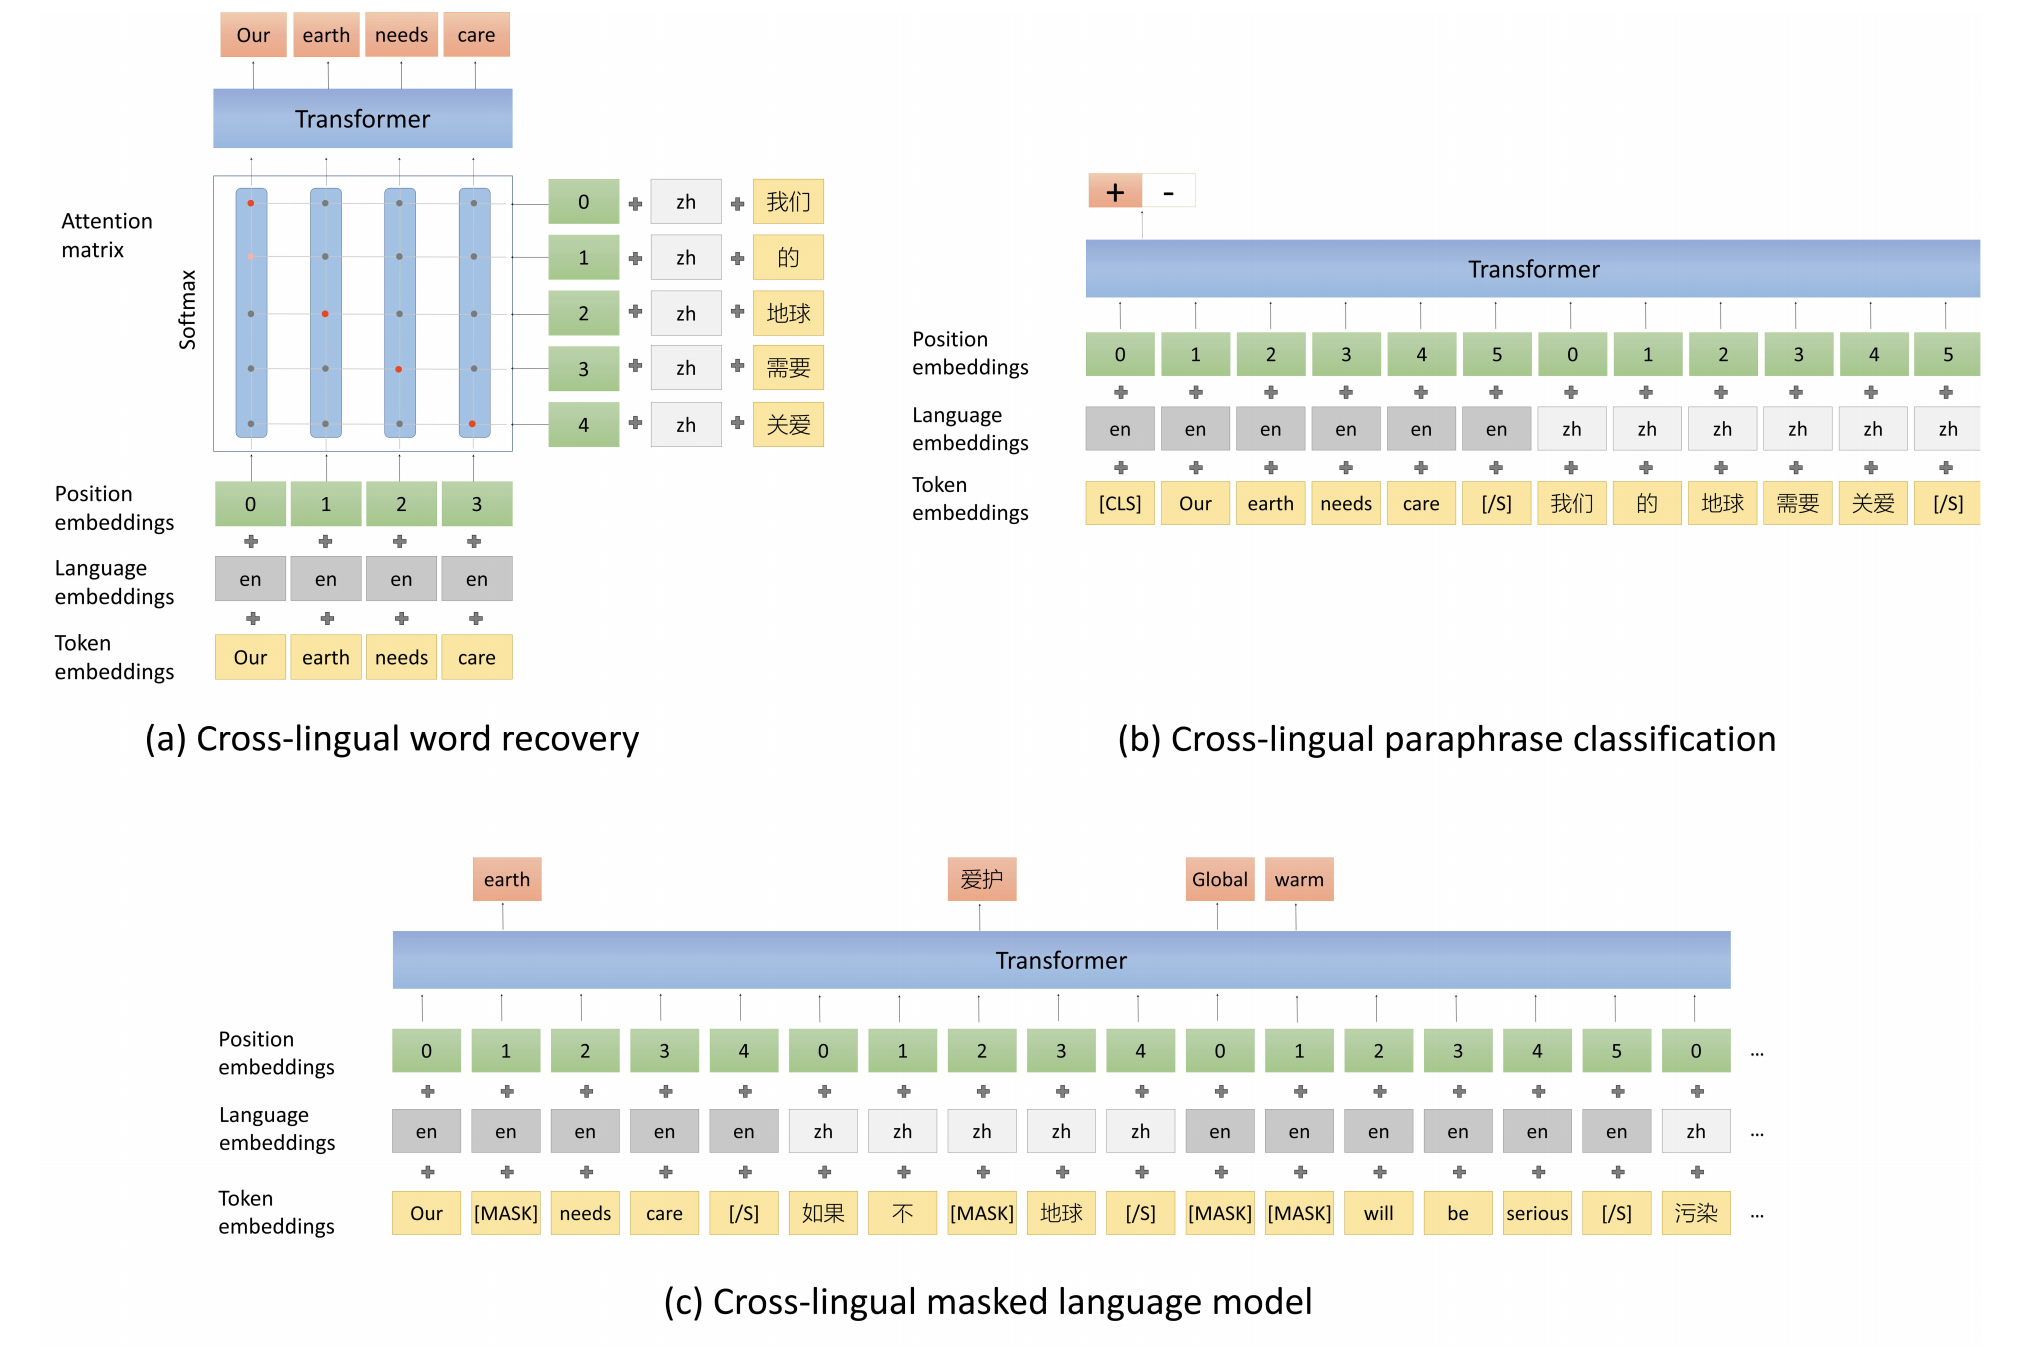 Our earth needs care
Transformer
Attention
matrix
Softmax
0 zh 我们
1 zh 的
2 zh 地球
3 zh 需要
4 zh 关爱
Position
embeddings
0 1 2 3
Language
embeddings
en en en en
Token
embeddings
Our earth needs care
(a) Cross-lingual word recovery
+ -
Transformer
Position
embeddings
0 1 2 3 4 5 0 1 2 3 4 5
Language
embeddings
en en en en en en zh zh zh zh zh zh
Token
embeddings
[CLS] Our earth needs care [/S] 我们 的 地球 需要 关爱 [/S]
(b) Cross-lingual paraphrase classification
earth 爱护 Global warm
Transformer
Position
embeddings
0 1 2 3 4 0 1 2 3 4 0 1 2 3 4 5 0 ...
Language
embeddings
en en en en en zh zh zh zh zh en en en en en en zh ...
Token
embeddings
Our [MASK] needs care [/S] 如果 不 [MASK] 地球 [/S] [MASK] [MASK] will be serious [/S] 污染 ...
(c) Cross-lingual masked language model